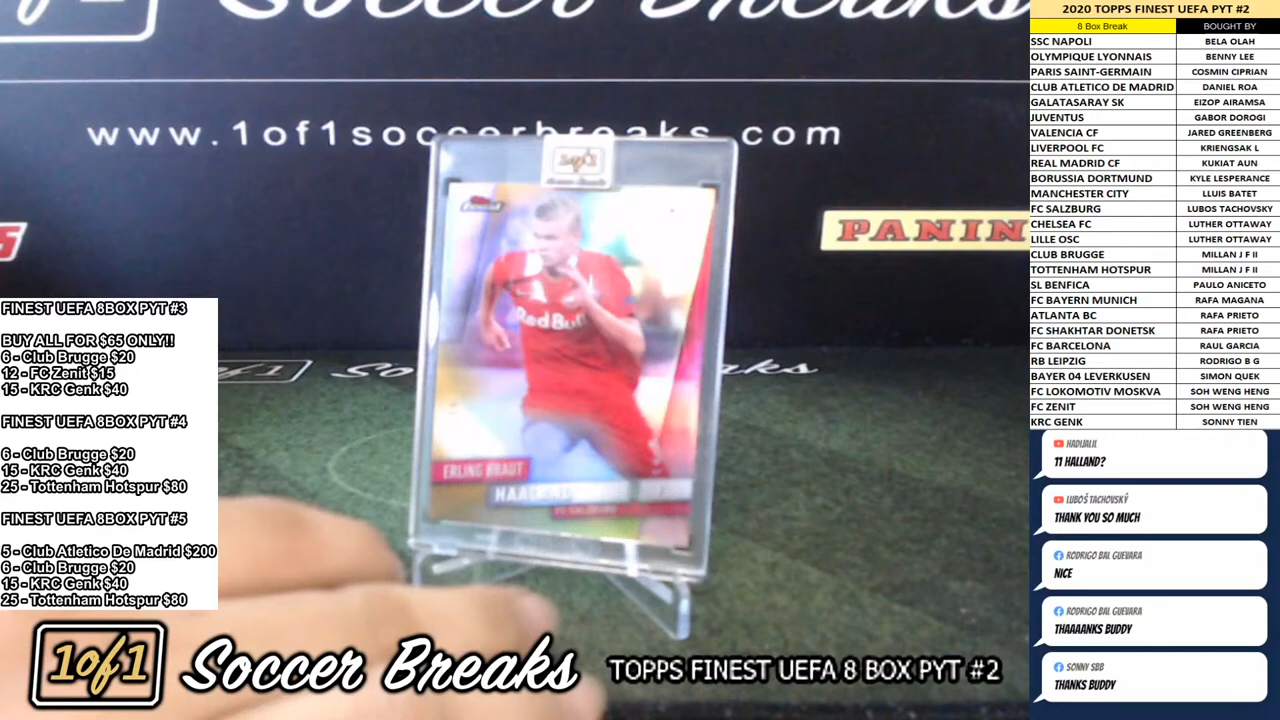 Soccer Breaks
www.1of1soccerbreaks.com
1of1
Finest
PANINI
Red Bull
ERLING BRAUT
HAALAND
FC SALZBURG
FINEST UEFA 8BOX PYT #3
BUY ALL FOR $65 ONLY!!
6 - Club Brugge $20
12 - FC Zenit $15
15 - KRC Genk $40
FINEST UEFA 8BOX PYT #4
6 - Club Brugge $20
15 - KRC Genk $40
25 - Tottenham Hotspur $80
FINEST UEFA 8BOX PYT #5
5 - Club Atletico De Madrid $200
6 - Club Brugge $20
15 - KRC Genk $40
25 - Tottenham Hotspur $80
1of1 Soccer Breaks
TOPPS FINEST UEFA 8 BOX PYT #2
2020 TOPPS FINEST UEFA PYT #2
8 Box Break BOUGHT BY
SSC NAPOLI BELA OLAH
OLYMPIQUE LYONNAIS BENNY LEE
PARIS SAINT-GERMAIN COSMIN CIPRIAN
CLUB ATLETICO DE MADRID DANIEL ROA
GALATASARAY SK EIZOP AIRAMSA
JUVENTUS GABOR DOROGI
VALENCIA CF JARED GREENBERG
LIVERPOOL FC KRIENGSAK L
REAL MADRID CF KUKIAT AUN
BORUSSIA DORTMUND KYLE LESPERANCE
MANCHESTER CITY LLUIS BATET
FC SALZBURG LUBOS TACHOVSKY
CHELSEA FC LUTHER OTTAWAY
LILLE OSC LUTHER OTTAWAY
CLUB BRUGGE MILLAN J F II
TOTTENHAM HOTSPUR MILLAN J F II
SL BENFICA PAULO ANICETO
FC BAYERN MUNICH RAFA MAGANA
ATLANTA BC RAFA PRIETO
FC SHAKHTAR DONETSK RAFA PRIETO
FC BARCELONA RAUL GARCIA
RB LEIPZIG RODRIGO B G
BAYER 04 LEVERKUSEN SIMON QUEK
FC LOKOMOTIV MOSKVA SOH WENG HENG
FC ZENIT SOH WENG HENG
KRC GENK SONNY TIEN
HADIJALIL
11 HALLAND?
LUBOŠ TACHOVSKÝ
THANK YOU SO MUCH
RODRIGO BAL GUEVARA
NICE
RODRIGO BAL GUEVARA
THAAAANKS BUDDY
SONNY SBB
THANKS BUDDY